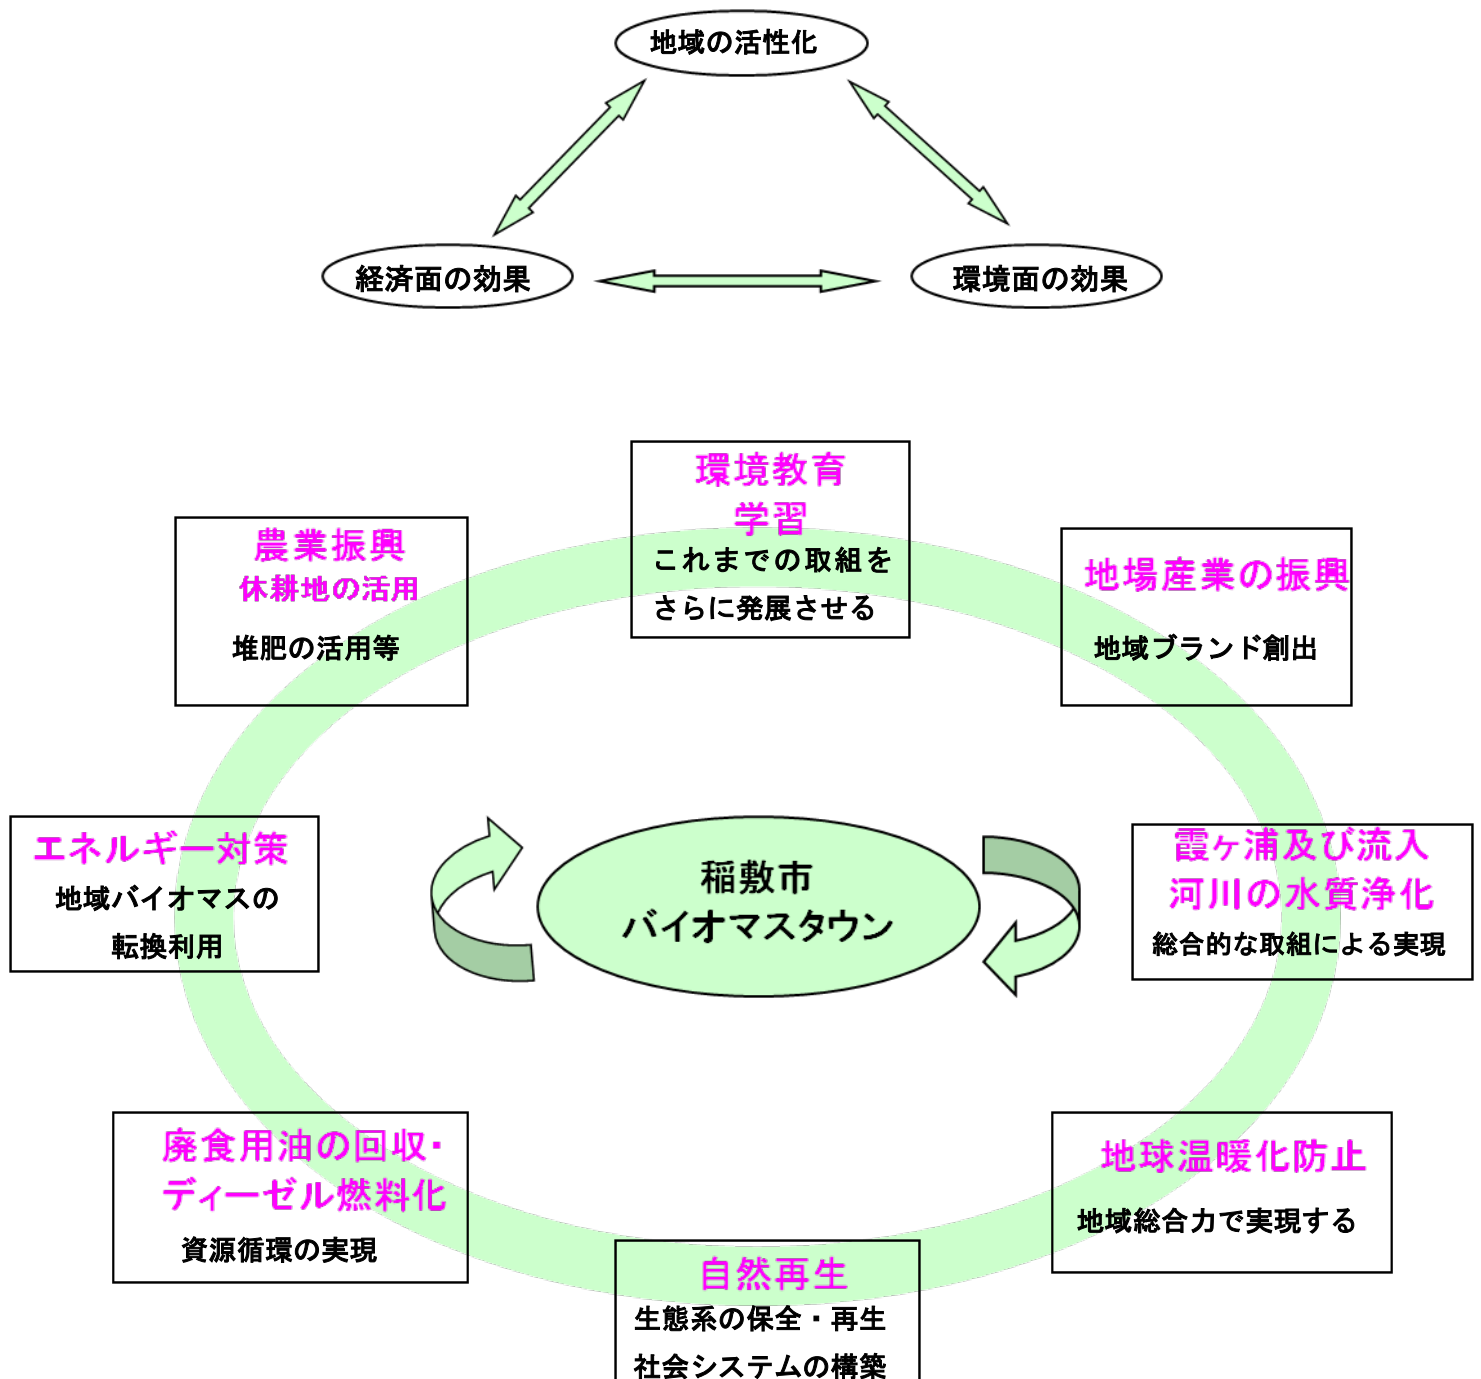 地域の活性化
経済面の効果
環境面の効果
環境教育
学習
これまでの取組を
さらに発展させる
農業振興
休耕地の活用
堆肥の活用等
地場産業の振興
地域ブランド創出
エネルギー対策
地域バイオマスの
転換利用
稲敷市
バイオマスタウン
霞ヶ浦及び流入
河川の水質浄化
総合的な取組による実現
廃食用油の回収・
ディーゼル燃料化
資源循環の実現
地球温暖化防止
地域総合力で実現する
自然再生
生態系の保全・再生
社会システムの構築